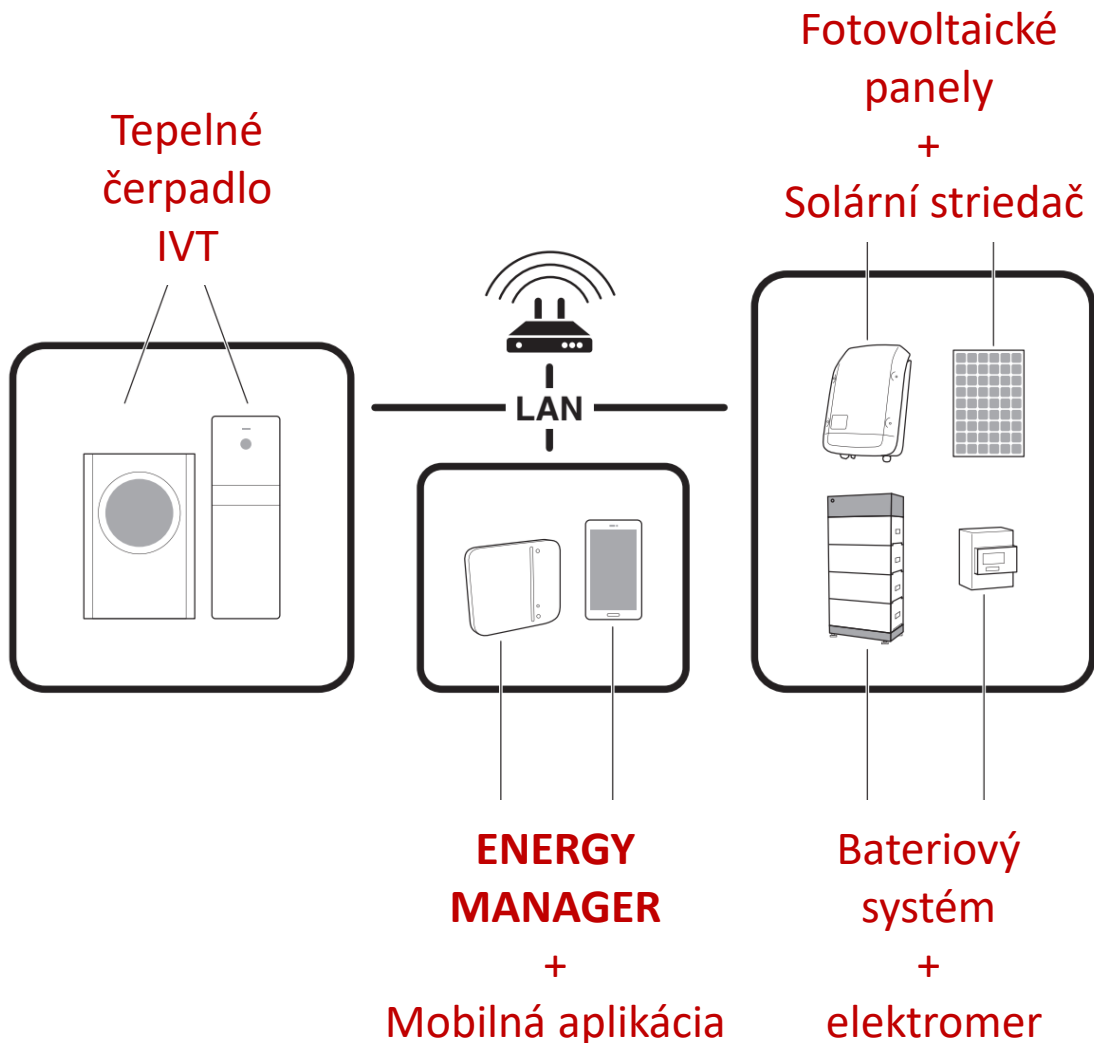 Fotovoltaické
panely
+
Solární striedač
Tepelné
čerpadlo
IVT
LAN
ENERGY
MANAGER
+
Mobilná aplikácia
Bateriový
systém
+
elektromer